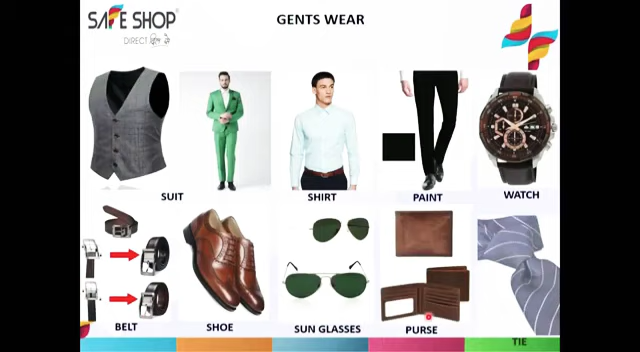 SAFE SHOP
DIRECT
GENTS WEAR
SUIT
SHIRT
PAINT
WATCH
BELT
SHOE
SUN GLASSES
PURSE
TIE